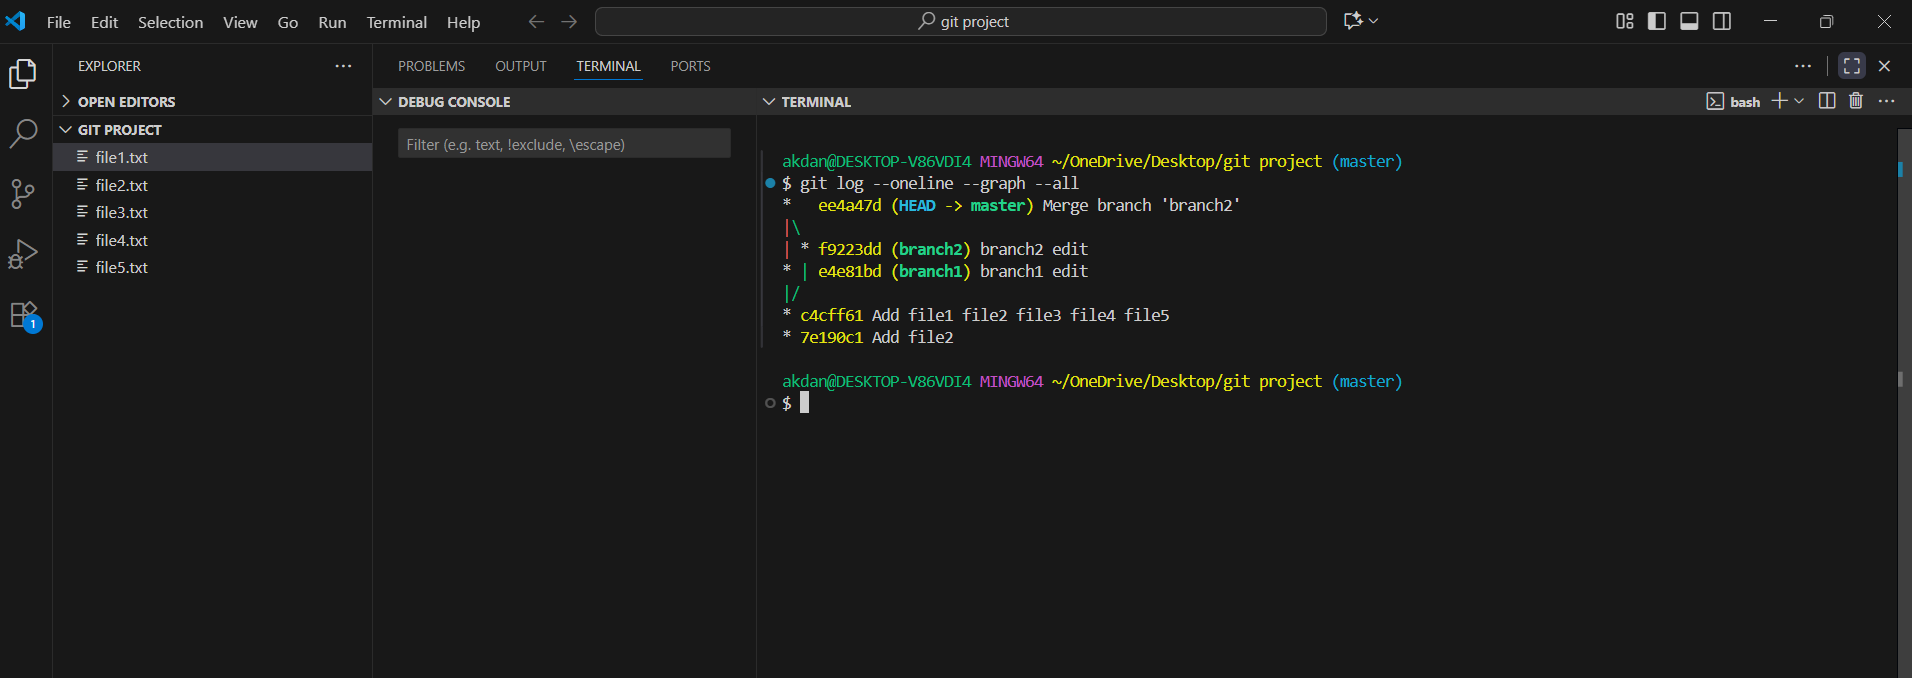 File Edit Selection View Go Run Terminal Help
git project
EXPLORER
OPEN EDITORS
GIT PROJECT
file1.txt
file2.txt
file3.txt
file4.txt
file5.txt
1
PROBLEMS OUTPUT TERMINAL PORTS
DEBUG CONSOLE
Filter (e.g. text, !exclude, \escape)
TERMINAL
bash
akdan@DESKTOP-V86VDI4 MINGW64 ~/OneDrive/Desktop/git project (master)
$ git log --oneline --graph --all
*   ee4a47d (HEAD -> master) Merge branch 'branch2'
|\
| * f9223dd (branch2) branch2 edit
* | e4e81bd (branch1) branch1 edit
|/
* c4cff61 Add file1 file2 file3 file4 file5
* 7e190c1 Add file2
akdan@DESKTOP-V86VDI4 MINGW64 ~/OneDrive/Desktop/git project (master)
$